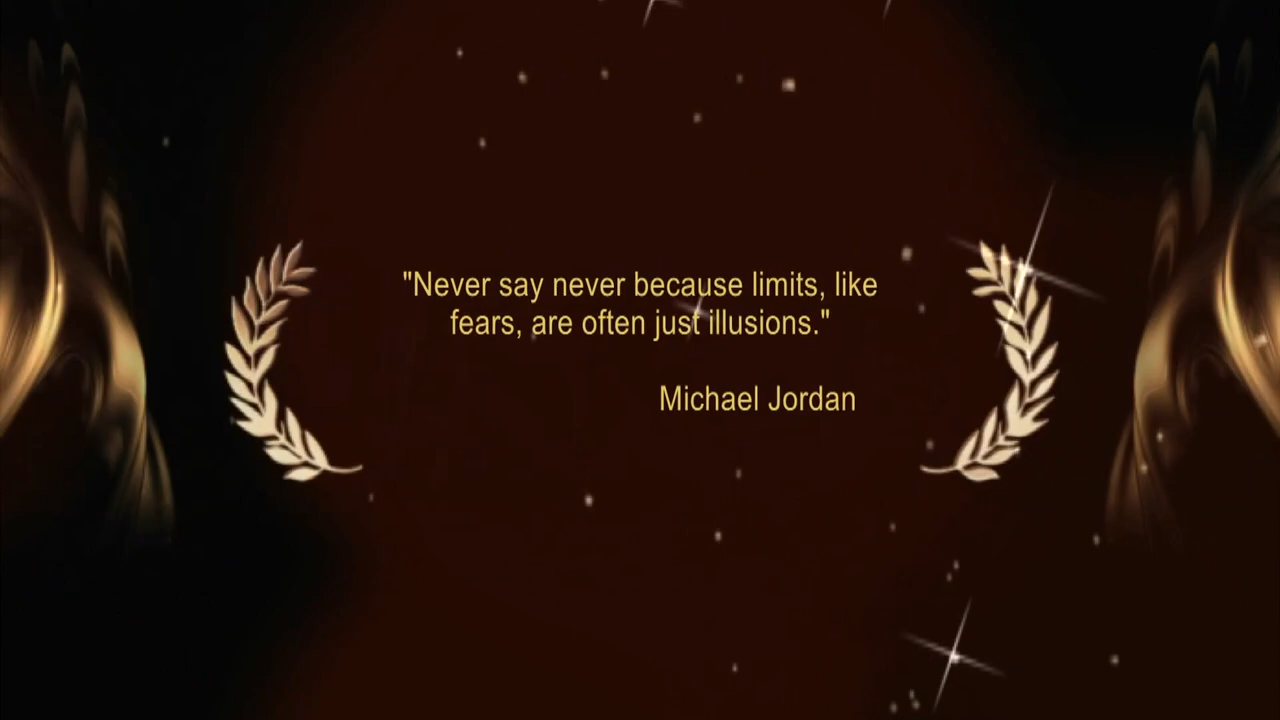 "Never say never because limits, like
fears, are often just illusions."
Michael Jordan